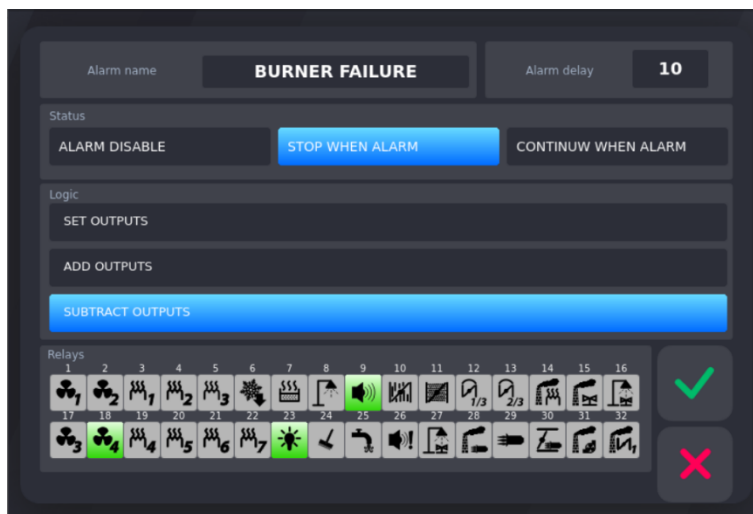 Alarm name BURNER FAILURE Alarm delay 10
Status
ALARM DISABLE STOP WHEN ALARM CONTINUW WHEN ALARM
Logic
SET OUTPUTS
ADD OUTPUTS
SUBTRACT OUTPUTS
Relays
1 2 3 4 5 6 7 8 9 10 11 12 13 14 15 16
1 2 1 2 3 1/3 2/3
17 18 19 20 21 22 23 24 25 26 27 28 29 30 31 32
3 4 4 5 6 7 ! 1